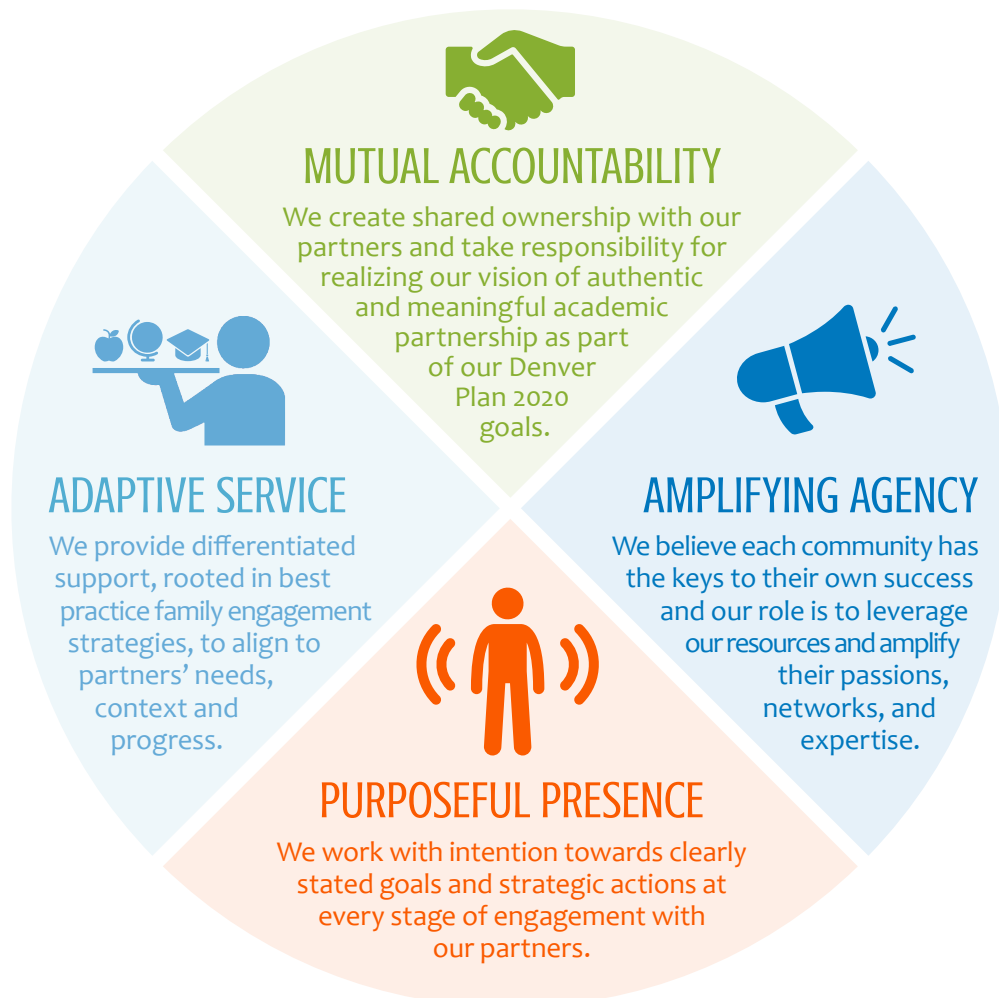 MUTUAL ACCOUNTABILITY
We create shared ownership with our
partners and take responsibility for
realizing our vision of authentic
and meaningful academic
partnership as part
of our Denver
Plan 2020
goals.
ADAPTIVE SERVICE
We provide differentiated
support, rooted in best
practice family engagement
strategies, to align to
partners’ needs,
context and
progress.
AMPLIFYING AGENCY
We believe each community has
the keys to their own success
and our role is to leverage
our resources and amplify
their passions,
networks, and
expertise.
PURPOSEFUL PRESENCE
We work with intention towards clearly
stated goals and strategic actions at
every stage of engagement with
our partners.